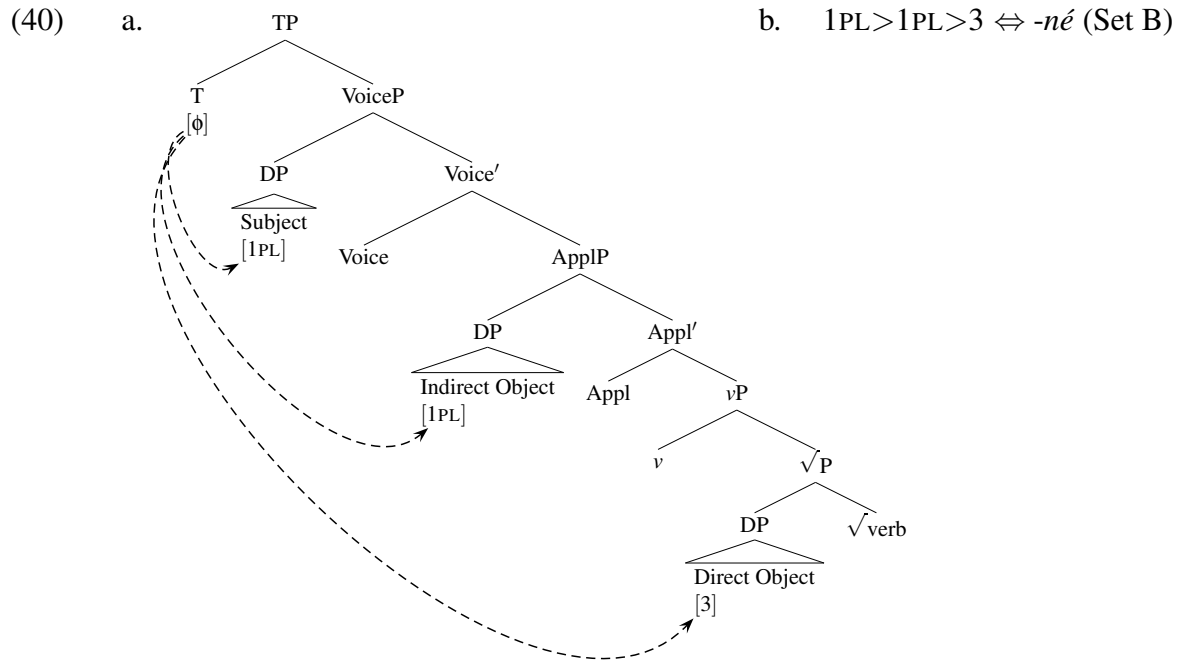 (40) a. TP b. 1PL>1PL>3 ⇔ -né (Set B)
T VoiceP
[ϕ]
DP Voice′
Subject
[1PL]
Voice ApplP
DP Appl′
Indirect Object
[1PL]
Appl vP
v √P
DP √verb
Direct Object
[3]